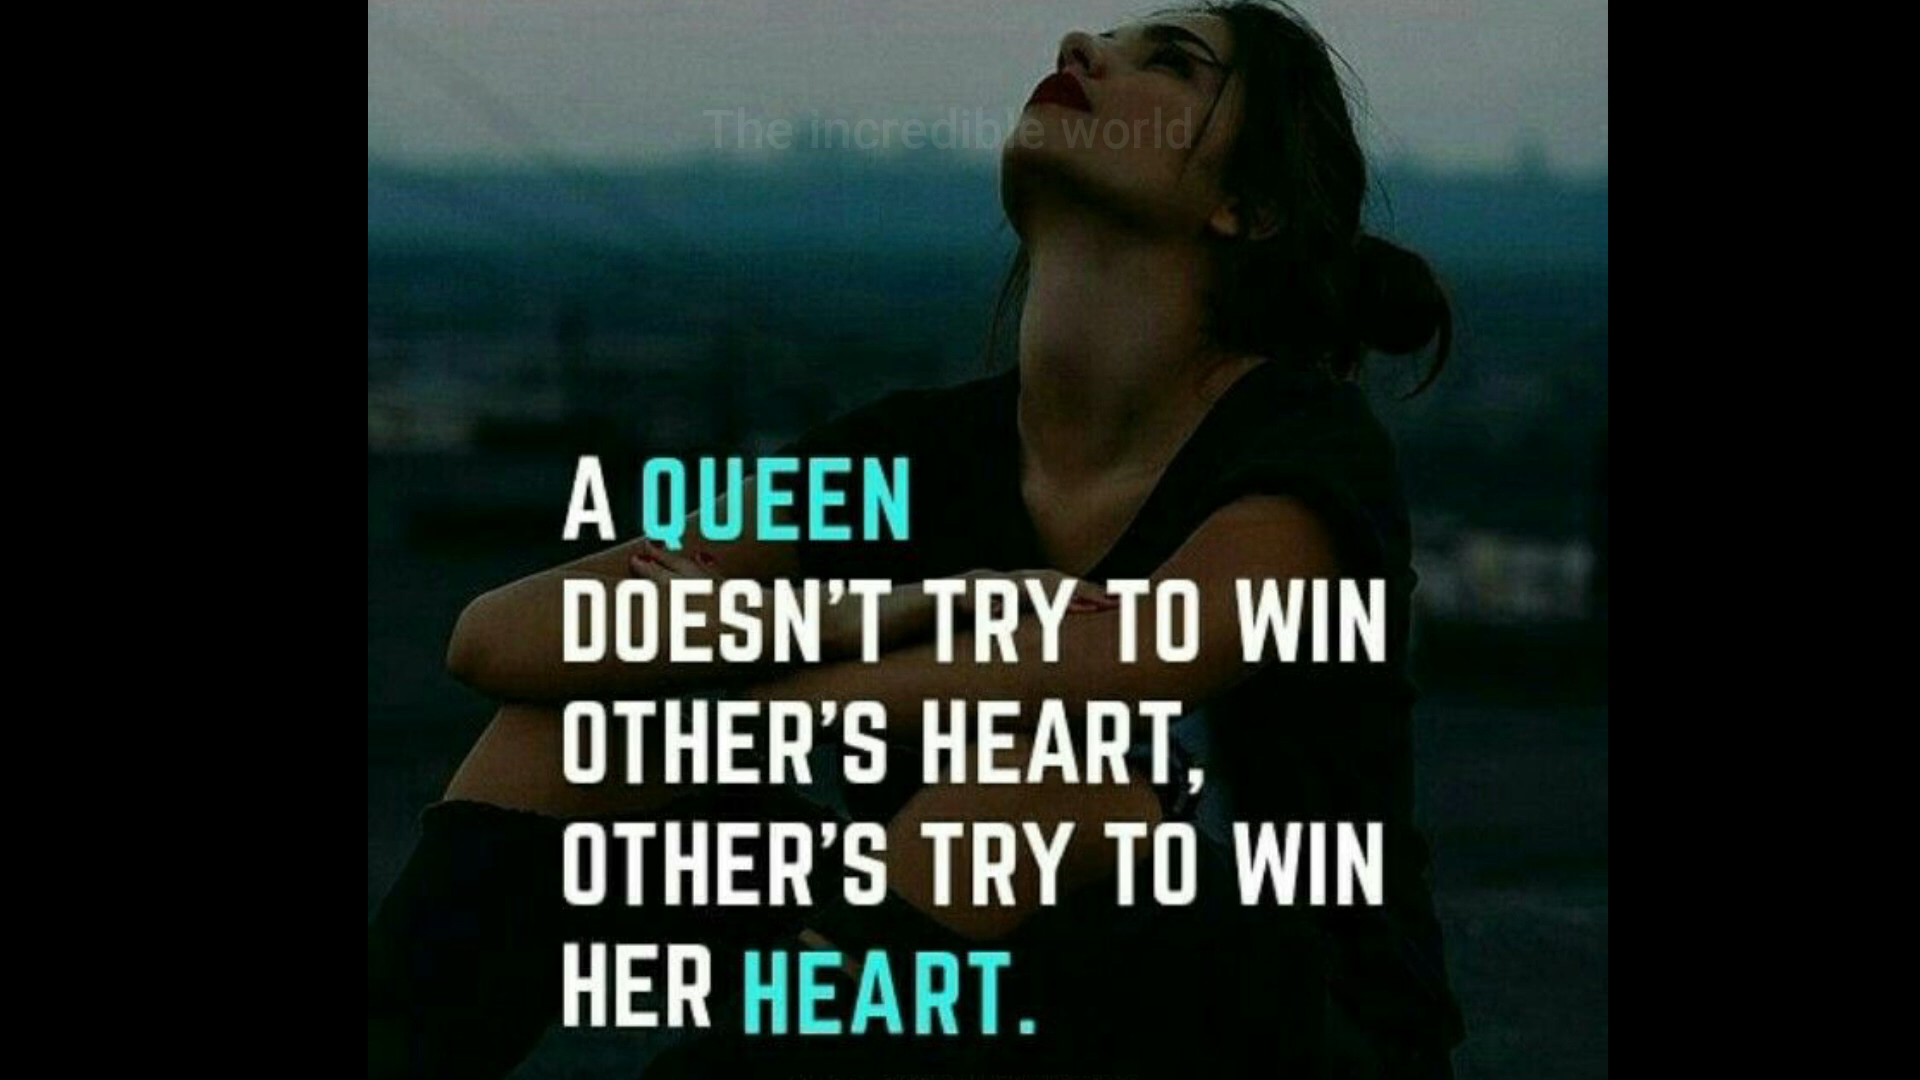 The incredible world
A QUEEN
DOESN'T TRY TO WIN
OTHER'S HEART,
OTHER'S TRY TO WIN
HER HEART.